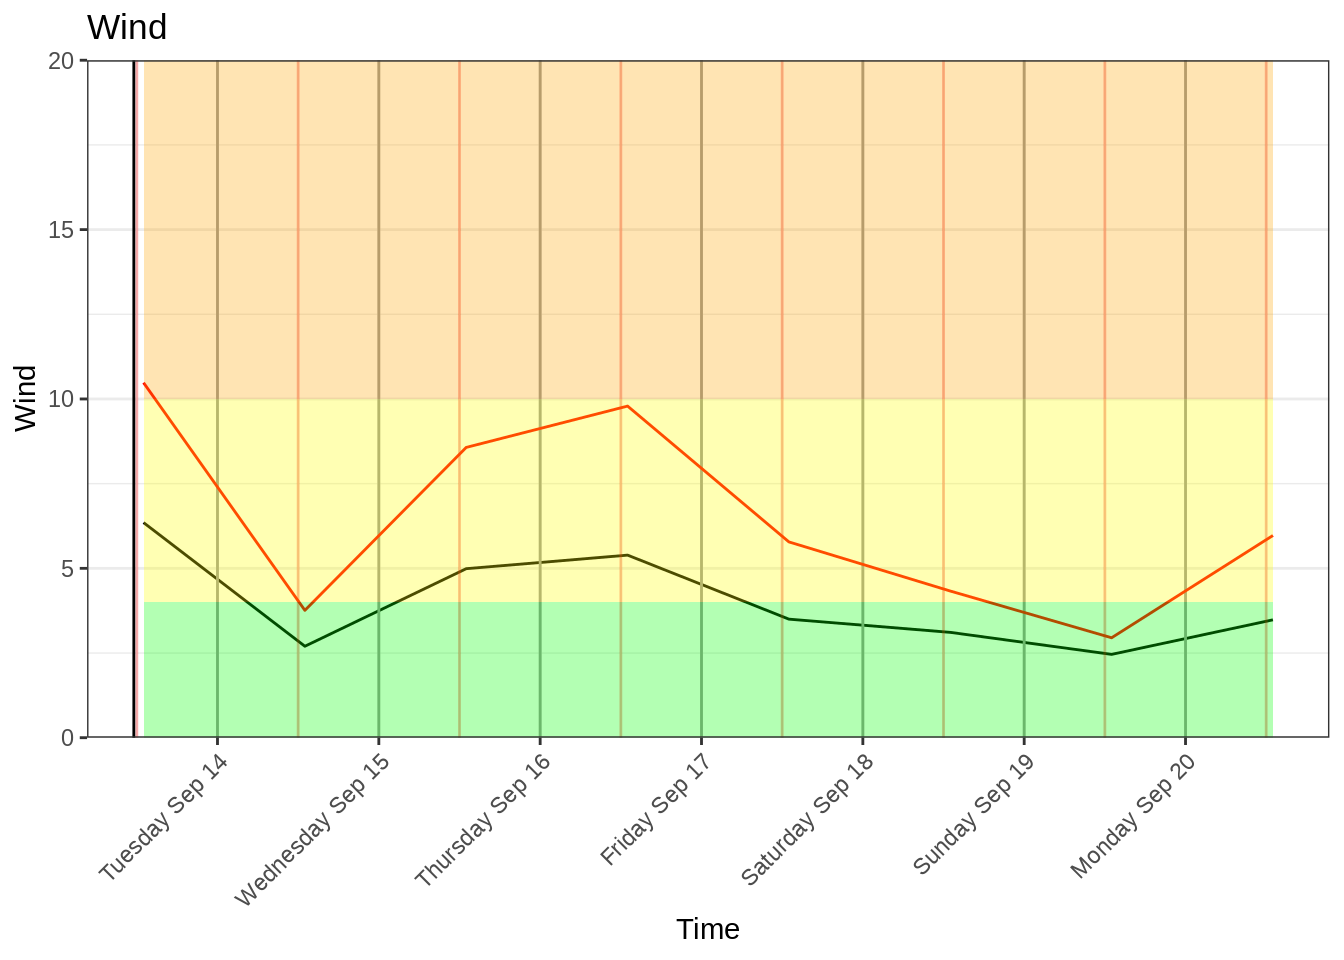 Wind
20
15
10
5
0
Wind
Tuesday Sep 14
Wednesday Sep 15
Thursday Sep 16
Friday Sep 17
Saturday Sep 18
Sunday Sep 19
Monday Sep 20
Time